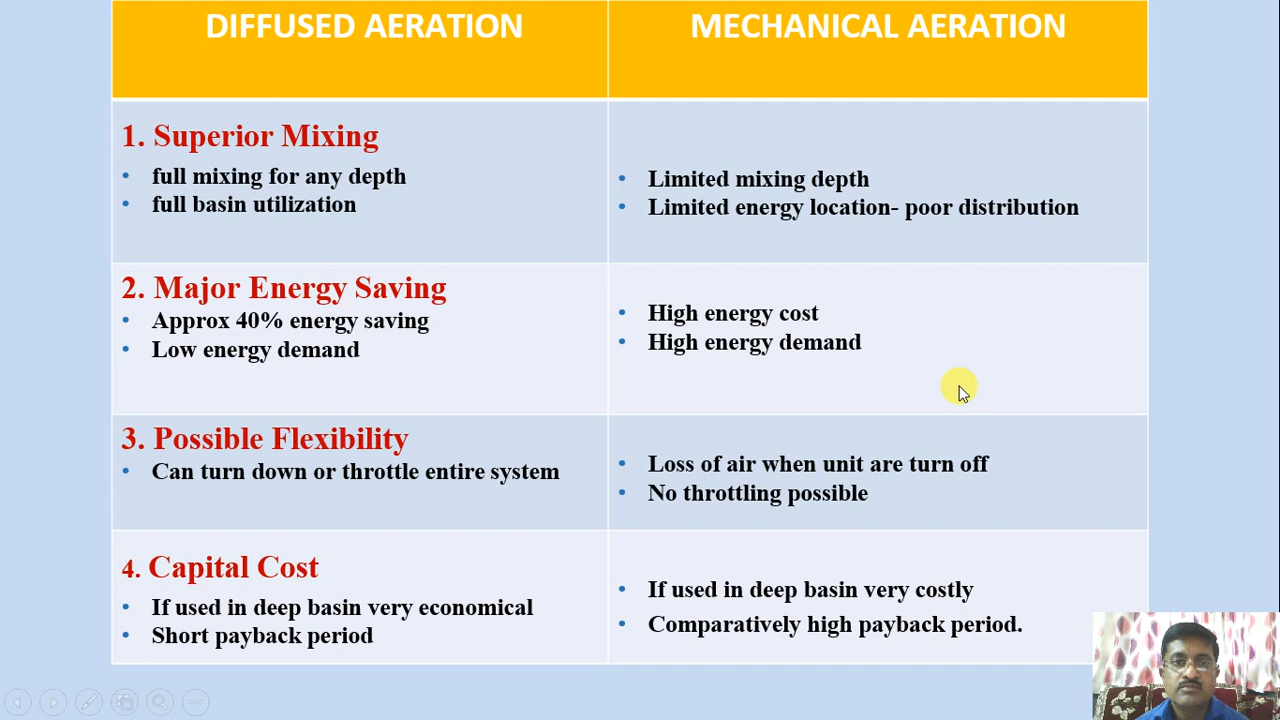 DIFFUSED AERATION
MECHANICAL AERATION
1. Superior Mixing
• full mixing for any depth
• full basin utilization
• Limited mixing depth
• Limited energy location- poor distribution
2. Major Energy Saving
• Approx 40% energy saving
• Low energy demand
• High energy cost
• High energy demand
3. Possible Flexibility
• Can turn down or throttle entire system
• Loss of air when unit are turn off
• No throttling possible
4. Capital Cost
• If used in deep basin very economical
• Short payback period
• If used in deep basin very costly
• Comparatively high payback period.